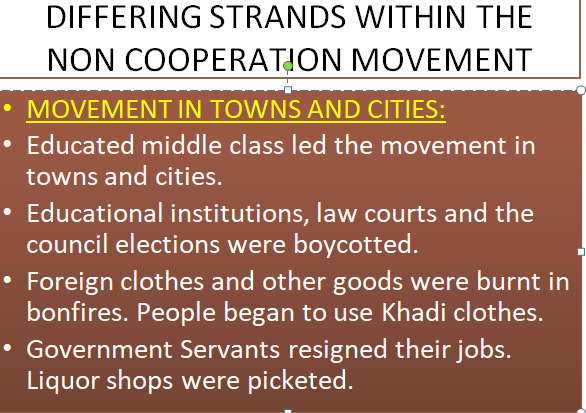 DIFFERING STRANDS WITHIN THE
NON COOPERATION MOVEMENT
• MOVEMENT IN TOWNS AND CITIES:
• Educated middle class led the movement in
towns and cities.
• Educational institutions, law courts and the
council elections were boycotted.
• Foreign clothes and other goods were burnt in
bonfires. People began to use Khadi clothes.
• Government Servants resigned their jobs.
Liquor shops were picketed.